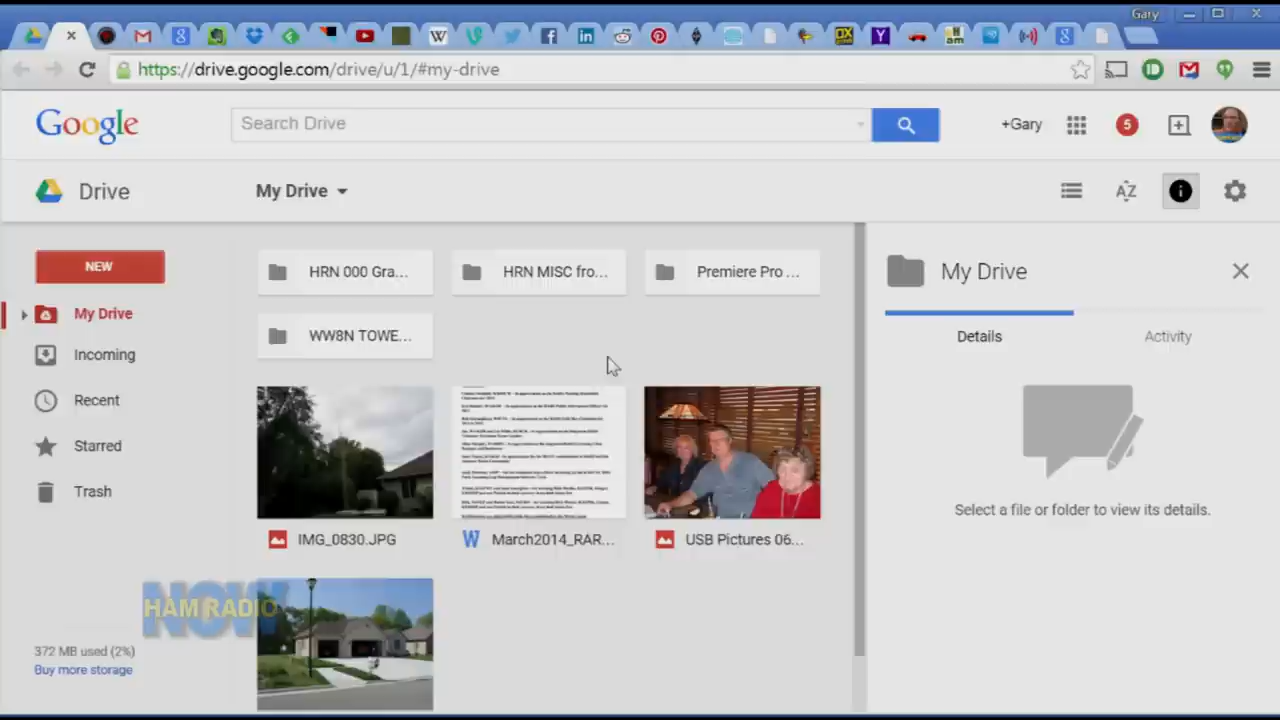 Gary
https://drive.google.com/drive/u/1/#my-drive
Google
Search Drive
+Gary
5
Drive
My Drive
NEW
My Drive
Incoming
Recent
Starred
Trash
372 MB used (2%)
Buy more storage
HRN 000 Gra...
HRN MISC fro...
Premiere Pro ...
WW8N TOWE...
IMG_0830.JPG
March2014_RAR...
USB Pictures 06...
HAM RADIO
NOW
My Drive
Details
Activity
Select a file or folder to view its details.